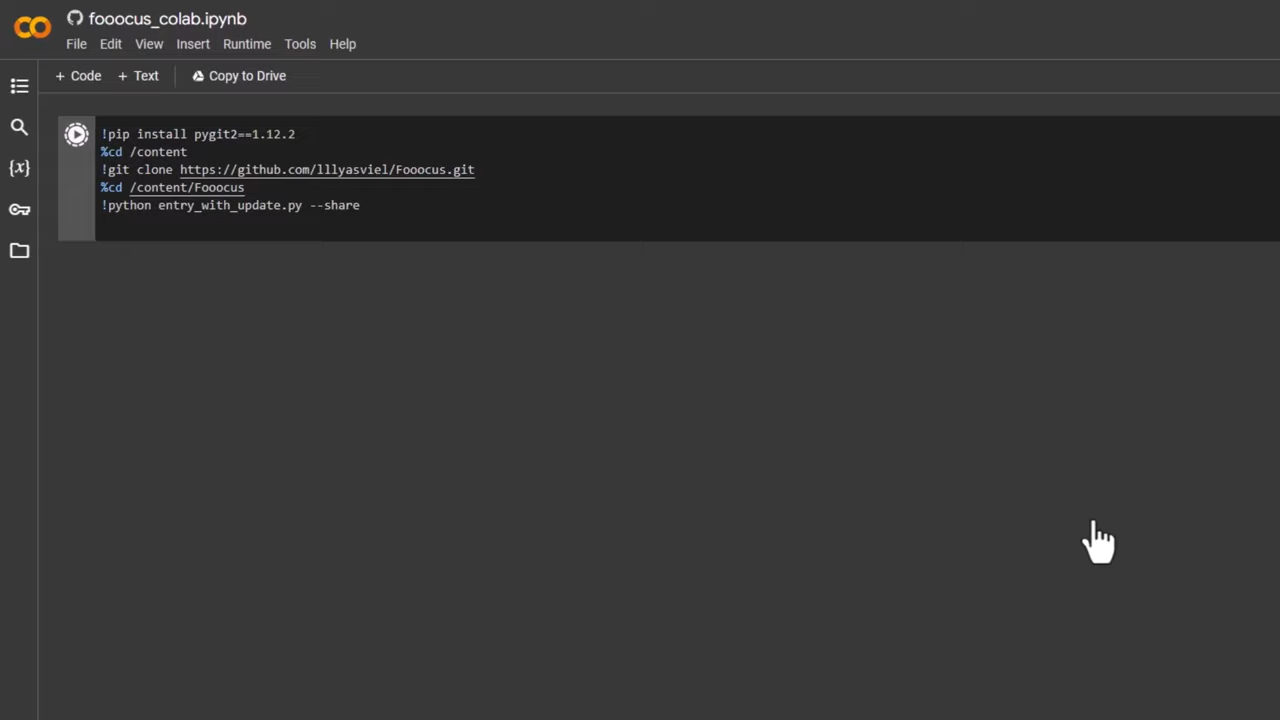 fooocus_colab.ipynb
File Edit View Insert Runtime Tools Help
+ Code + Text Copy to Drive
!pip install pygit2==1.12.2
%cd /content
!git clone https://github.com/lllyasviel/Fooocus.git
%cd /content/Fooocus
!python entry_with_update.py --share
{x}